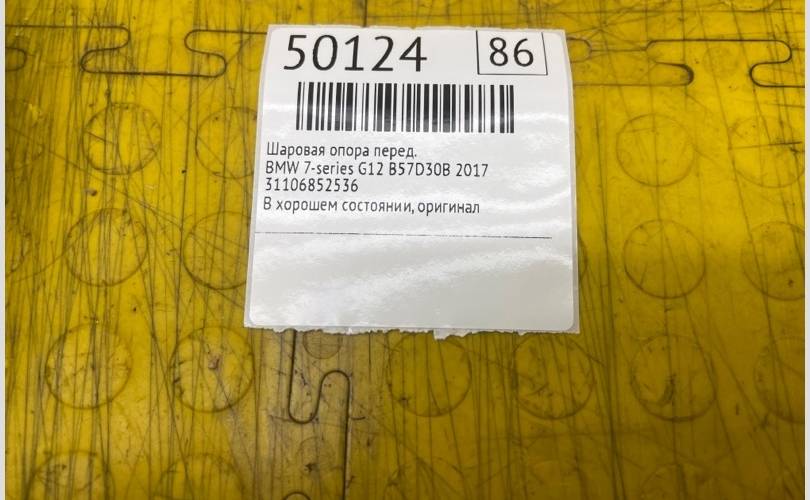 50124 86
Шаровая опора перед.
BMW 7-series G12 B57D30B 2017
31106852536
В хорошем состоянии, оригинал